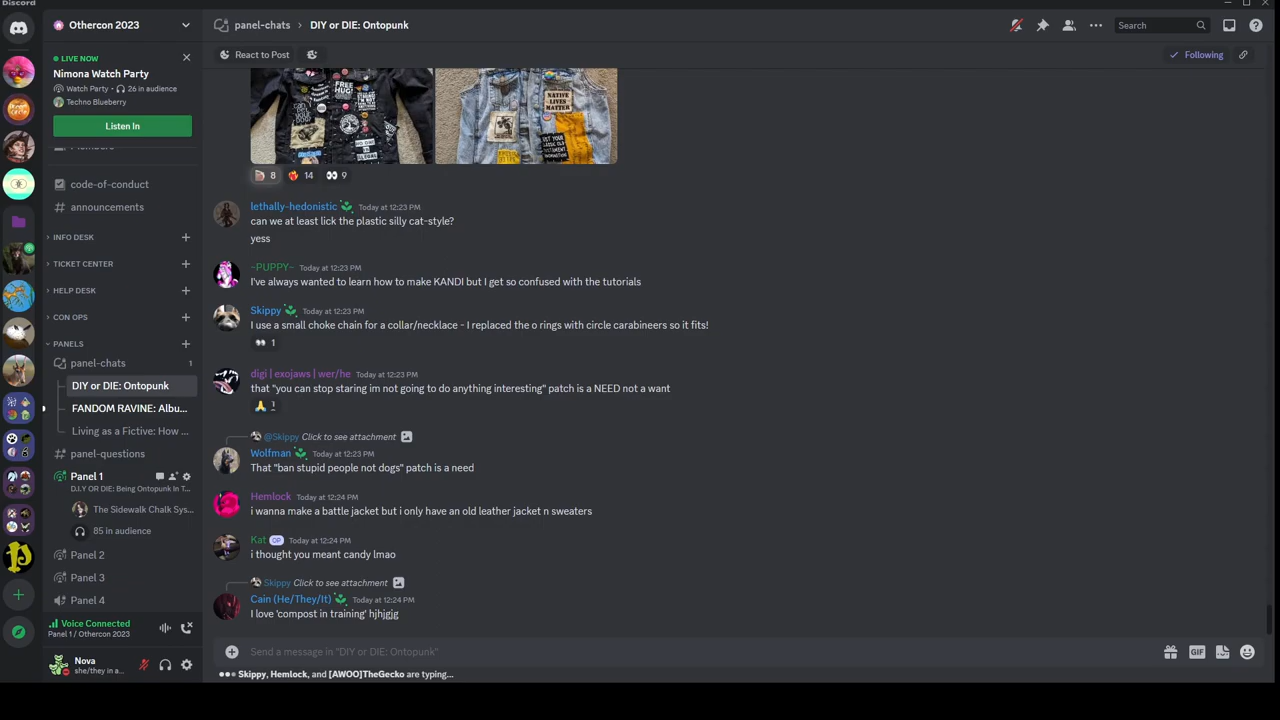 Discord
Othercon 2023
LIVE NOW
Nimona Watch Party
Watch Party 26 in audience
Techno Blueberry
Listen In
Members
code-of-conduct
announcements
INFO DESK
TICKET CENTER
HELP DESK
CON OPS
PANELS
panel-chats 1
DIY or DIE: Ontopunk
FANDOM RAVINE: Albu...
Living as a Fictive: How ...
panel-questions
Panel 1
D.I.Y OR DIE: Being Ontopunk In T...
The Sidewalk Chalk Sys...
85 in audience
Panel 2
Panel 3
Panel 4
Voice Connected
Panel 1 / Othercon 2023
Nova
she/they in a...
panel-chats > DIY or DIE: Ontopunk
Search
React to Post
Following
FREE HUGS
NATIVE LIVES MATTER
8 14 9
lethally-hedonistic Today at 12:23 PM
can we at least lick the plastic silly cat-style?
yess
~PUPPY~ Today at 12:23 PM
I've always wanted to learn how to make KANDI but I get so confused with the tutorials
Skippy Today at 12:23 PM
I use a small choke chain for a collar/necklace - I replaced the o rings with circle carabineers so it fits!
1
digi | exojaws | wer/he Today at 12:23 PM
that "you can stop staring im not going to do anything interesting" patch is a NEED not a want
1
@Skippy Click to see attachment
Wolfman Today at 12:23 PM
That "ban stupid people not dogs" patch is a need
Hemlock Today at 12:24 PM
i wanna make a battle jacket but i only have an old leather jacket n sweaters
Kat OP Today at 12:24 PM
i thought you meant candy lmao
Skippy Click to see attachment
Cain (He/They/It) Today at 12:24 PM
I love 'compost in training' hjhjgjg
Send a message in "DIY or DIE: Ontopunk"
GIF
Skippy, Hemlock, and [AWOO]TheGecko are typing...